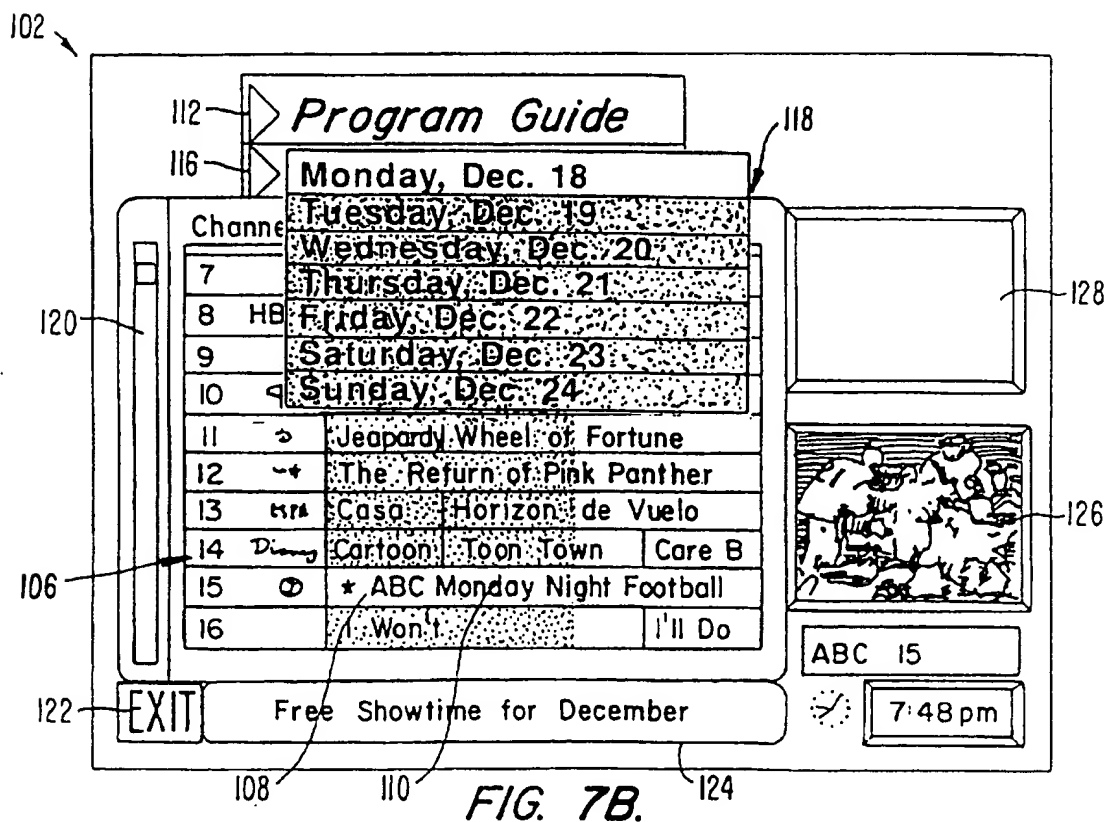 102
112
Program Guide
118
116
Monday, Dec. 18
Tuesday, Dec. 19
Channe
Wednesday, Dec. 20
7
Thursday, Dec. 21
128
120
8 HB
Friday, Dec. 22
9
Saturday, Dec. 23
10
Sunday, Dec. 24
11 Jeapardy Wheel of Fortune
12 The Return of Pink Panther
13 Casa Horizon de Vuelo
126
14 Cartoon Toon Town Care B
106
15 * ABC Monday Night Football
16 I Won't I'll Do
ABC 15
122
EXIT
Free Showtime for December
7:48pm
108
110
124
FIG. 7B.